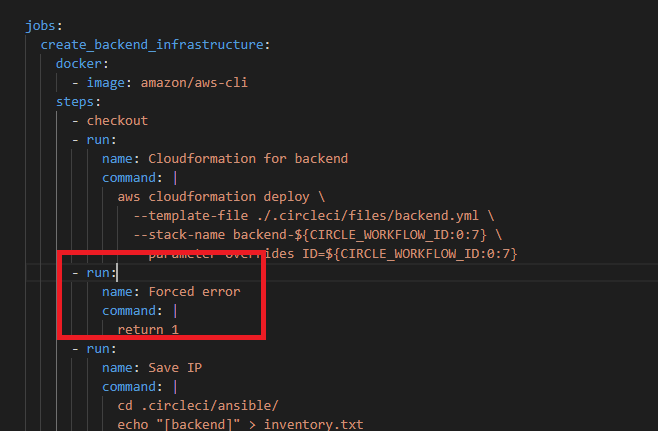 jobs:
create_backend_infrastructure:
docker:
- image: amazon/aws-cli
steps:
- checkout
- run:
name: Cloudformation for backend
command: |
aws cloudformation deploy \
--template-file ./.circleci/files/backend.yml \
--stack-name backend-${CIRCLE_WORKFLOW_ID:0:7} \
parameter-overrides ID=${CIRCLE_WORKFLOW_ID:0:7}
- run:
name: Forced error
command: |
return 1
- run:
name: Save IP
command: |
cd .circleci/ansible/
echo "[backend]" > inventory.txt